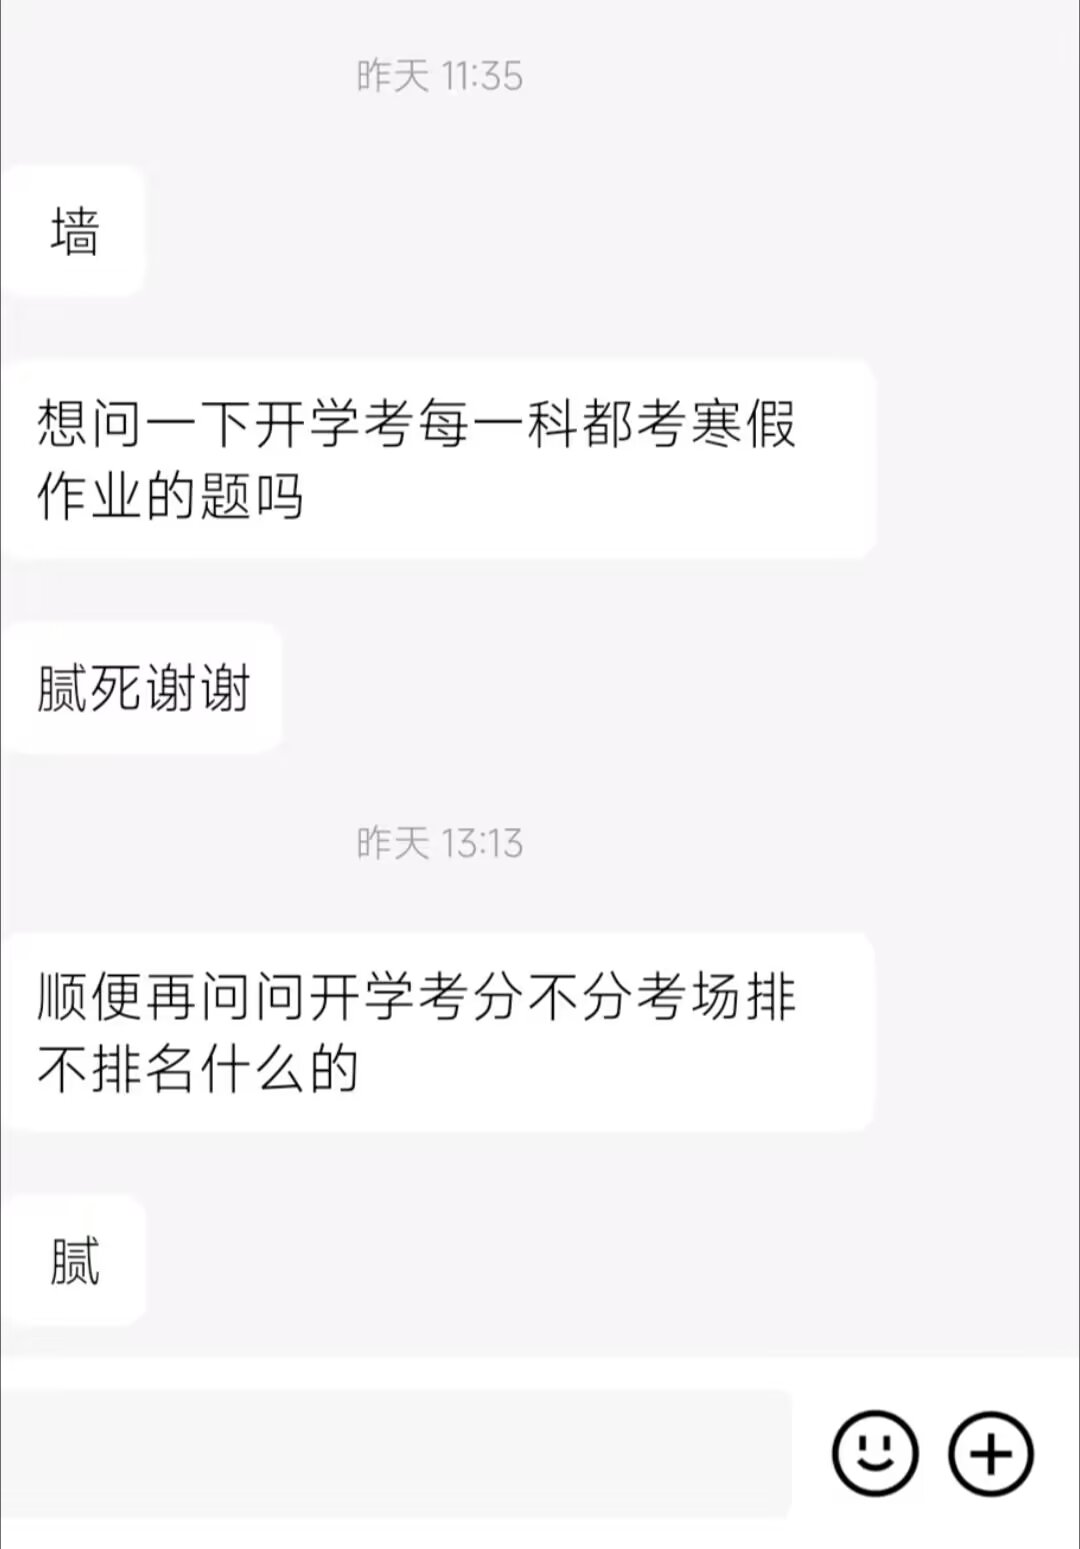 昨天 11:35
墙
想问一下开学考每一科都考寒假
作业的题吗
腻死谢谢
昨天 13:13
顺便再问问开学考分不分考场排
不排名什么的
腻